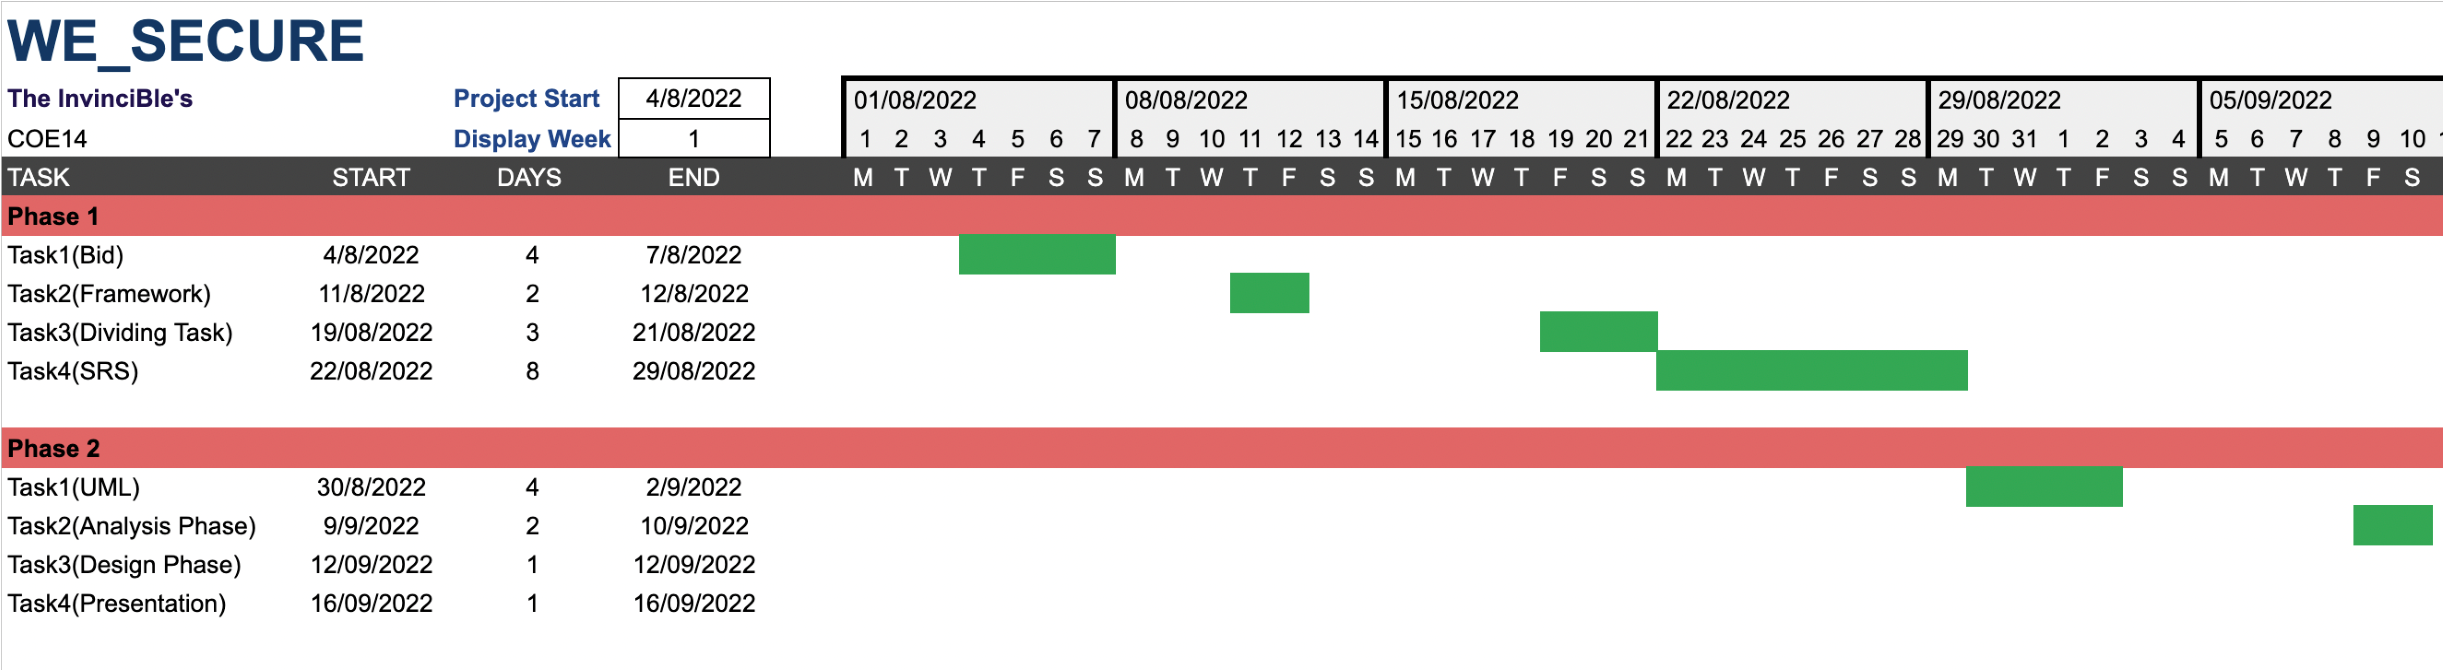 WE_SECURE
The InvinciBle's Project Start 4/8/2022 01/08/2022 08/08/2022 15/08/2022 22/08/2022 29/08/2022 05/09/2022
COE14 Display Week 1 1 2 3 4 5 6 7 8 9 10 11 12 13 14 15 16 17 18 19 20 21 22 23 24 25 26 27 28 29 30 31 1 2 3 4 5 6 7 8 9 10
TASK START DAYS END M T W T F S S M T W T F S S M T W T F S S M T W T F S S M T W T F S S M T W T F S
Phase 1
Task1(Bid) 4/8/2022 4 7/8/2022
Task2(Framework) 11/8/2022 2 12/8/2022
Task3(Dividing Task) 19/08/2022 3 21/08/2022
Task4(SRS) 22/08/2022 8 29/08/2022
Phase 2
Task1(UML) 30/8/2022 4 2/9/2022
Task2(Analysis Phase) 9/9/2022 2 10/9/2022
Task3(Design Phase) 12/09/2022 1 12/09/2022
Task4(Presentation) 16/09/2022 1 16/09/2022